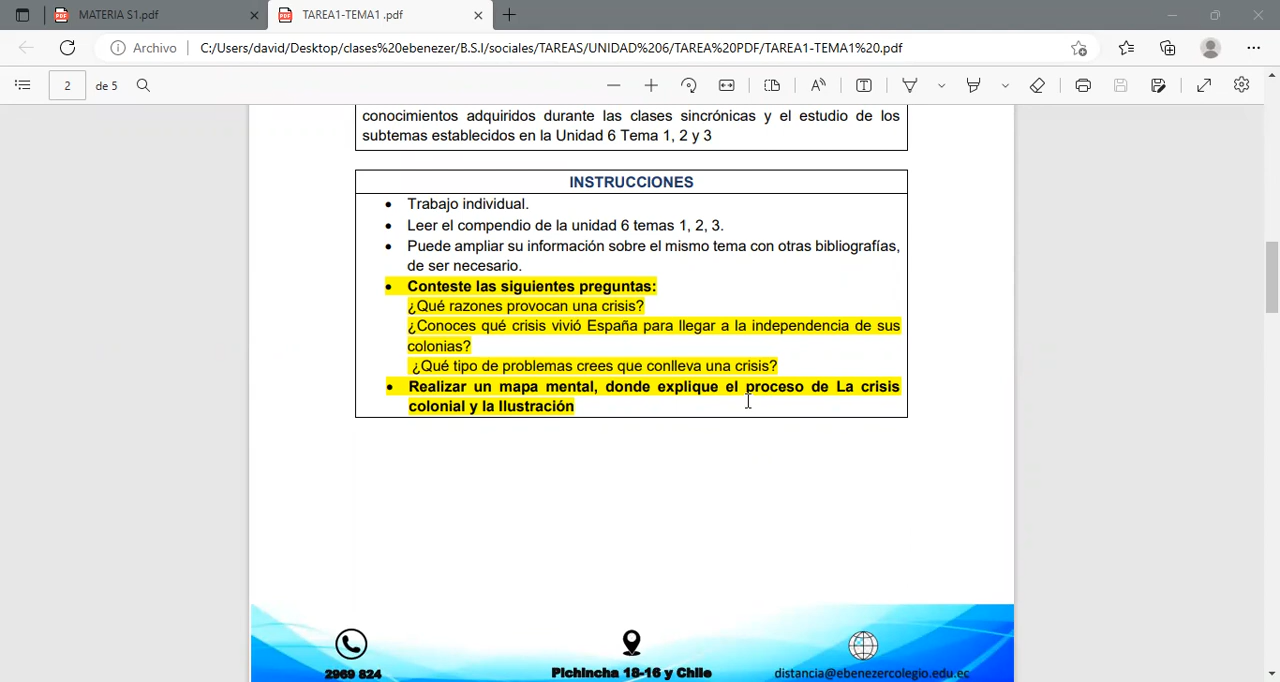 MATERIA S1.pdf
TAREA1-TEMA1 .pdf
Archivo
C:/Users/david/Desktop/clases%20ebenezer/B.S.I/sociales/TAREAS/UNIDAD%206/TAREA%20PDF/TAREA1-TEMA1%20.pdf
2 de 5
conocimientos adquiridos durante las clases sincrónicas y el estudio de los
subtemas establecidos en la Unidad 6 Tema 1, 2 y 3
INSTRUCCIONES
• Trabajo individual.
• Leer el compendio de la unidad 6 temas 1, 2, 3.
• Puede ampliar su información sobre el mismo tema con otras bibliografías,
de ser necesario.
• Conteste las siguientes preguntas:
¿Qué razones provocan una crisis?
¿Conoces qué crisis vivió España para llegar a la independencia de sus
colonias?
¿Qué tipo de problemas crees que conlleva una crisis?
• Realizar un mapa mental, donde explique el proceso de La crisis
colonial y la Ilustración
2969 824
Pichincha 18-16 y Chile
distancia@ebenezercolegio.edu.ec